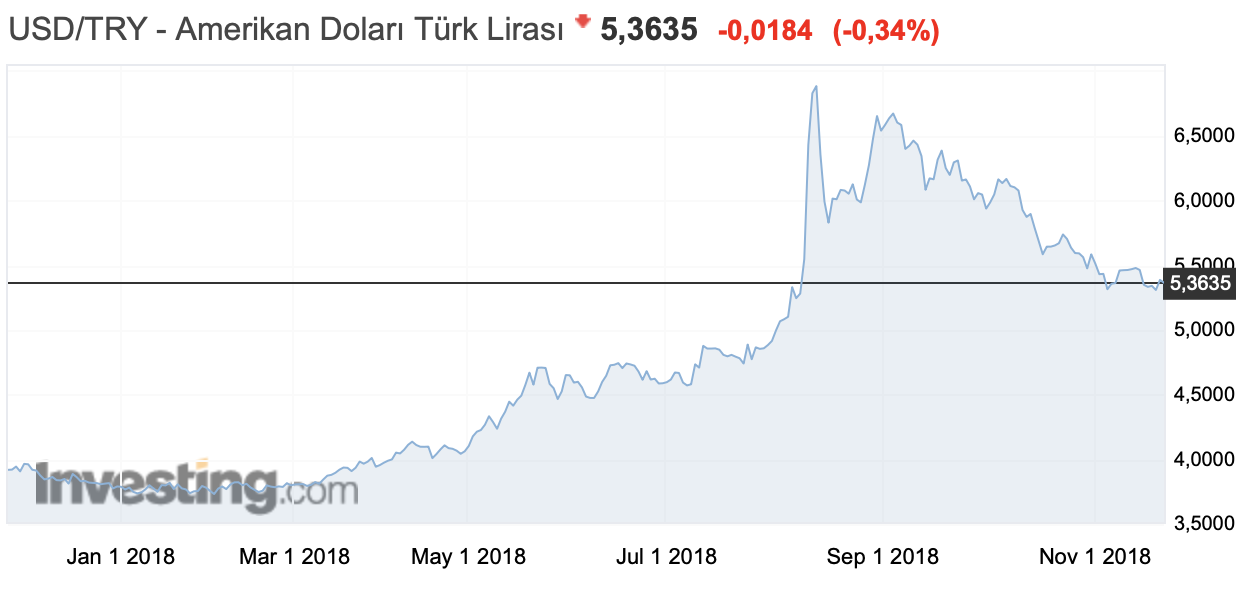 USD/TRY - Amerikan Doları Türk Lirası 5,3635 -0,0184 (-0,34%)
6,5000
6,0000
5,5000
5,3635
5,0000
4,5000
4,0000
3,5000
Investing.com
Jan 1 2018 Mar 1 2018 May 1 2018 Jul 1 2018 Sep 1 2018 Nov 1 2018